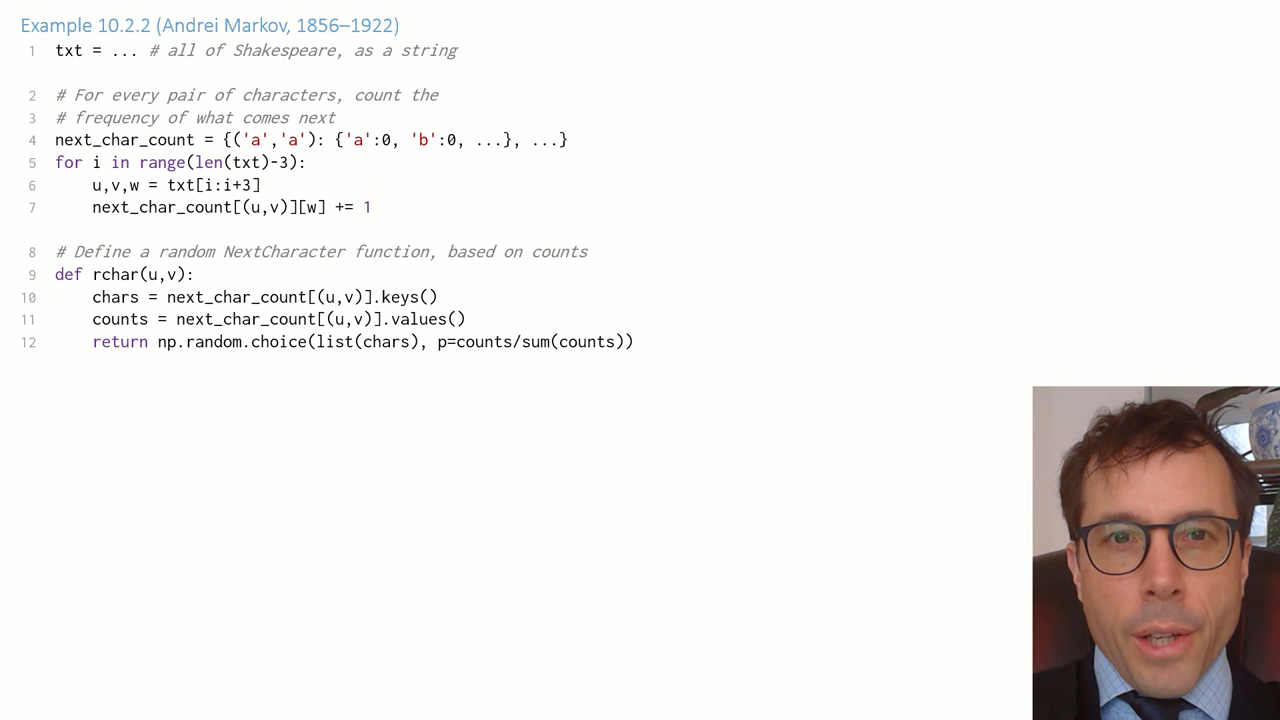 Example 10.2.2 (Andrei Markov, 1856–1922)
1 txt = ... # all of Shakespeare, as a string
2 # For every pair of characters, count the
3 # frequency of what comes next
4 next_char_count = {('a','a'): {'a':0, 'b':0, ...}, ...}
5 for i in range(len(txt)-3):
6 u,v,w = txt[i:i+3]
7 next_char_count[(u,v)][w] += 1
8 # Define a random NextCharacter function, based on counts
9 def rchar(u,v):
10 chars = next_char_count[(u,v)].keys()
11 counts = next_char_count[(u,v)].values()
12 return np.random.choice(list(chars), p=counts/sum(counts))